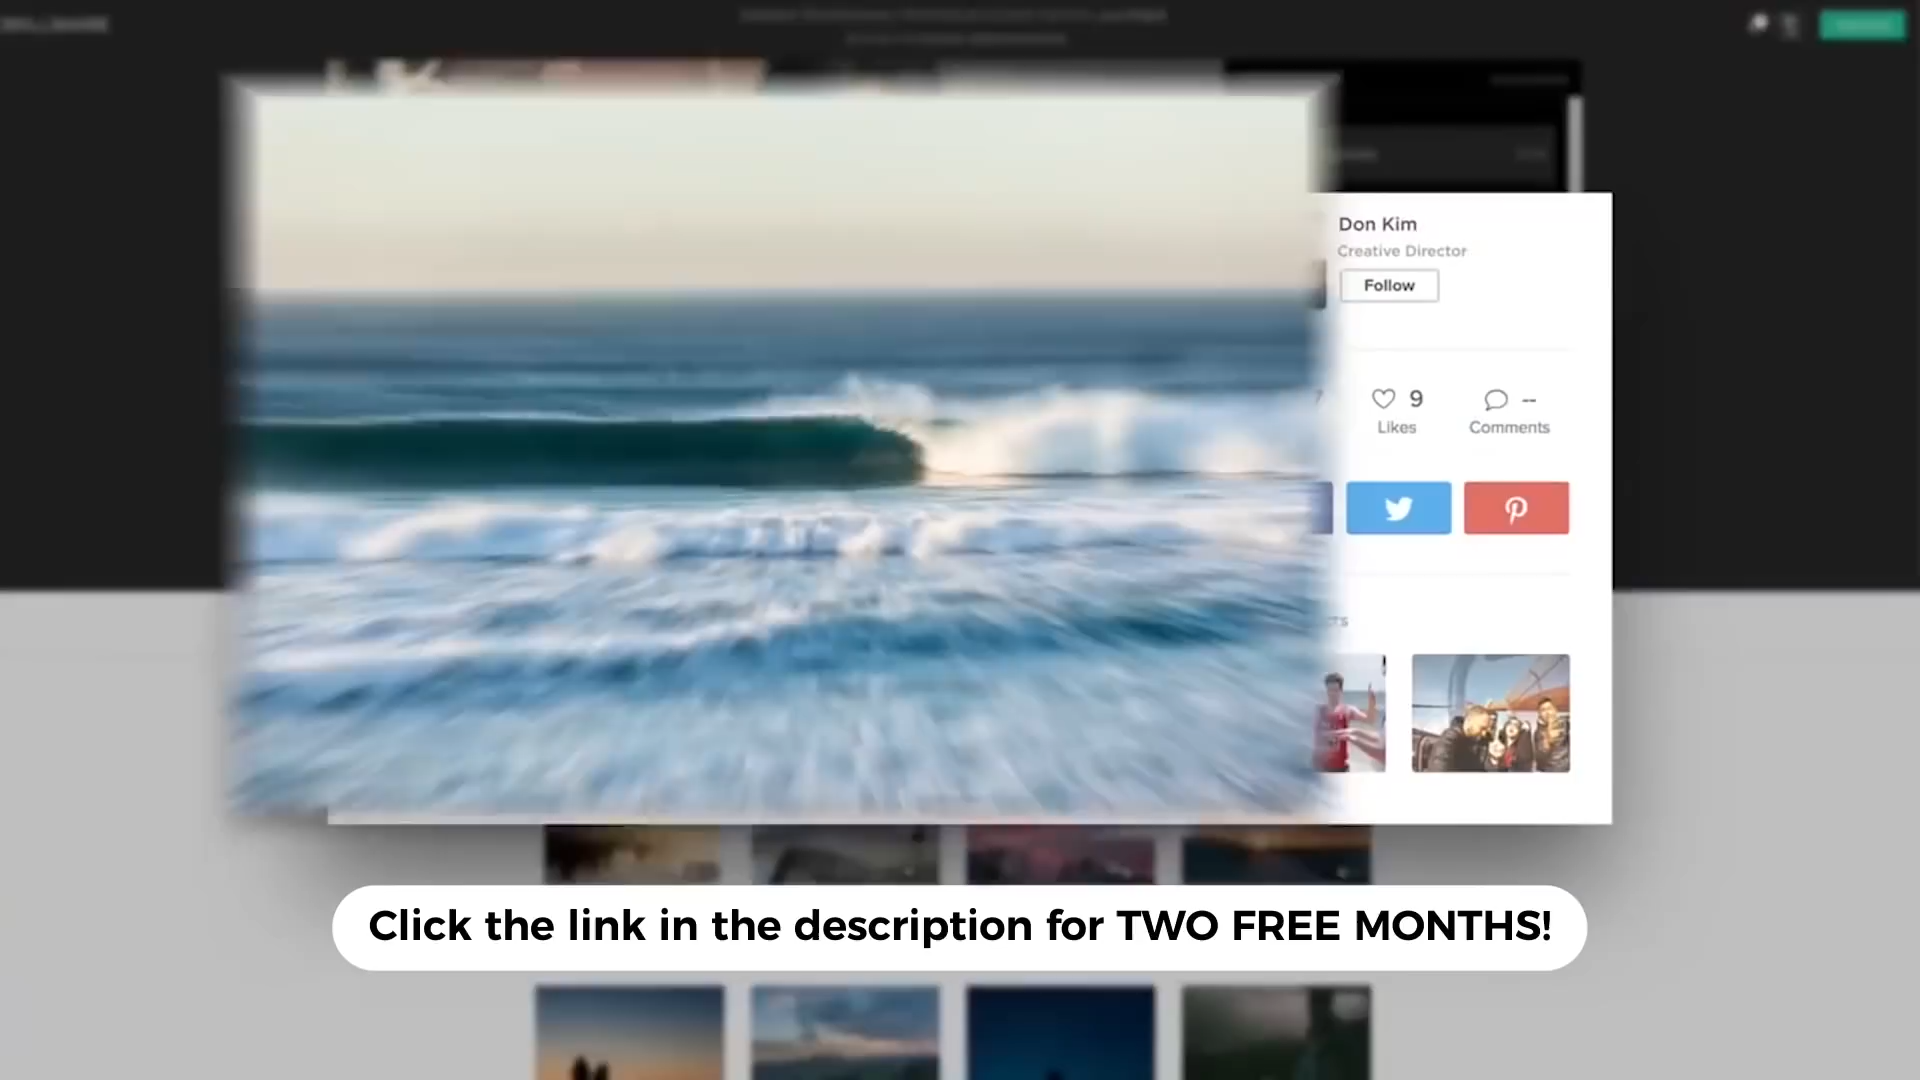 Don Kim
Creative Director
Follow
9
--
Likes
Comments
Click the link in the description for TWO FREE MONTHS!